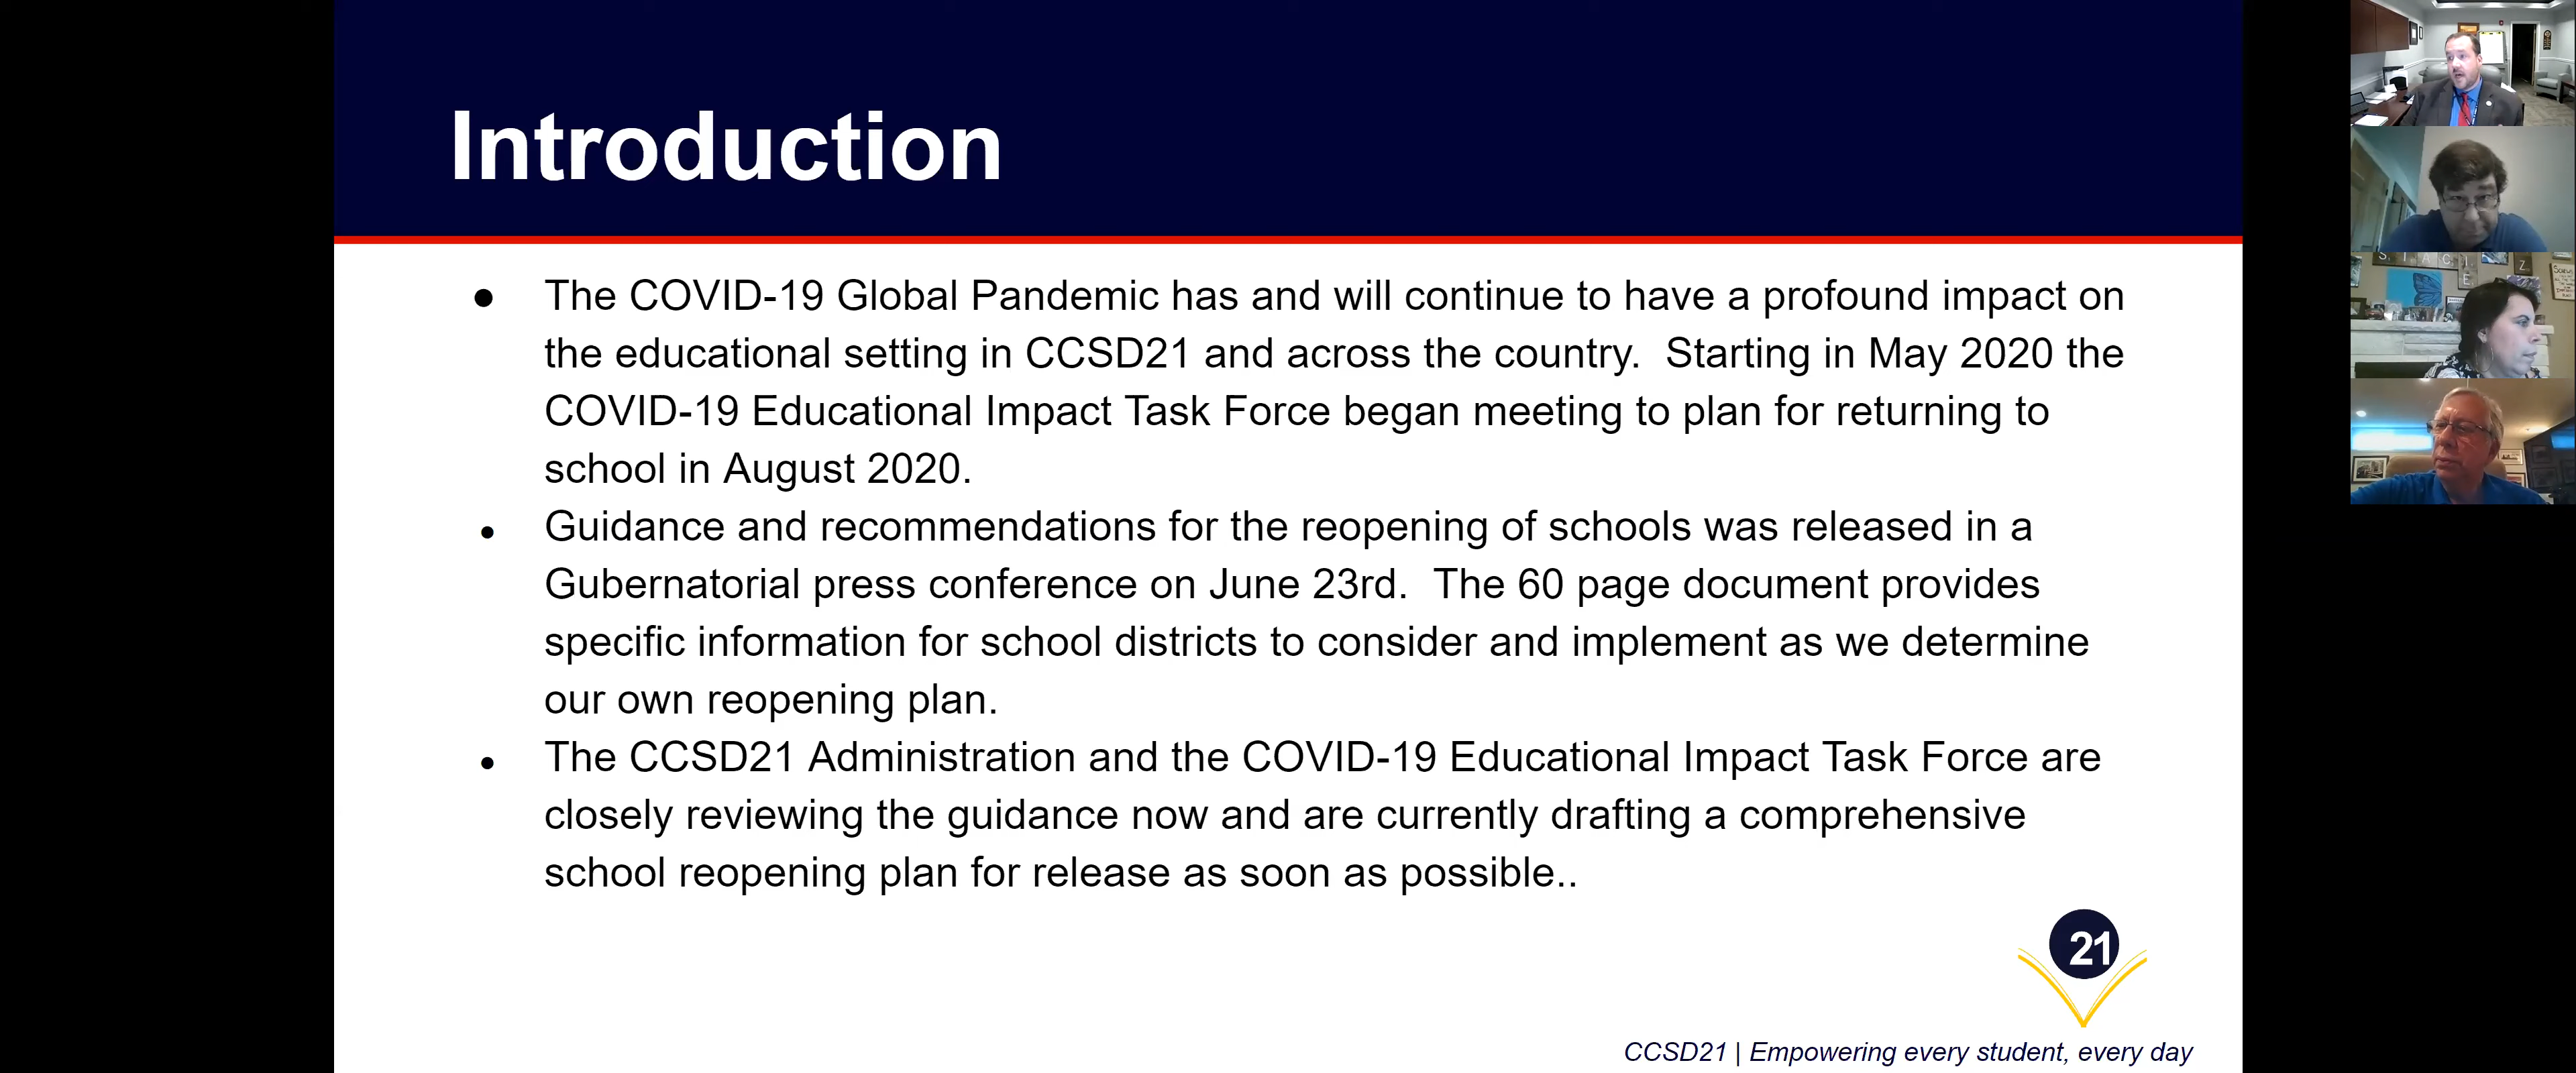 Introduction
● The COVID-19 Global Pandemic has and will continue to have a profound impact on
the educational setting in CCSD21 and across the country.  Starting in May 2020 the
COVID-19 Educational Impact Task Force began meeting to plan for returning to
school in August 2020.
● Guidance and recommendations for the reopening of schools was released in a
Gubernatorial press conference on June 23rd.  The 60 page document provides
specific information for school districts to consider and implement as we determine
our own reopening plan.
● The CCSD21 Administration and the COVID-19 Educational Impact Task Force are
closely reviewing the guidance now and are currently drafting a comprehensive
school reopening plan for release as soon as possible..
21
CCSD21 | Empowering every student, every day
S T A C I E Z